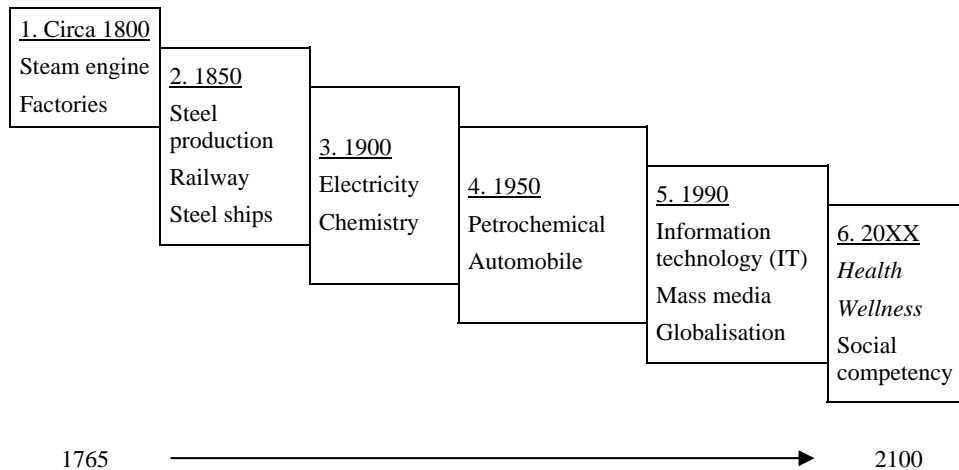 1. Circa 1800
Steam engine
Factories
2. 1850
Steel
production
Railway
Steel ships
3. 1900
Electricity
Chemistry
4. 1950
Petrochemical
Automobile
5. 1990
Information
technology (IT)
Mass media
Globalisation
6. 20XX
Health
Wellness
Social
competency
1765
2100